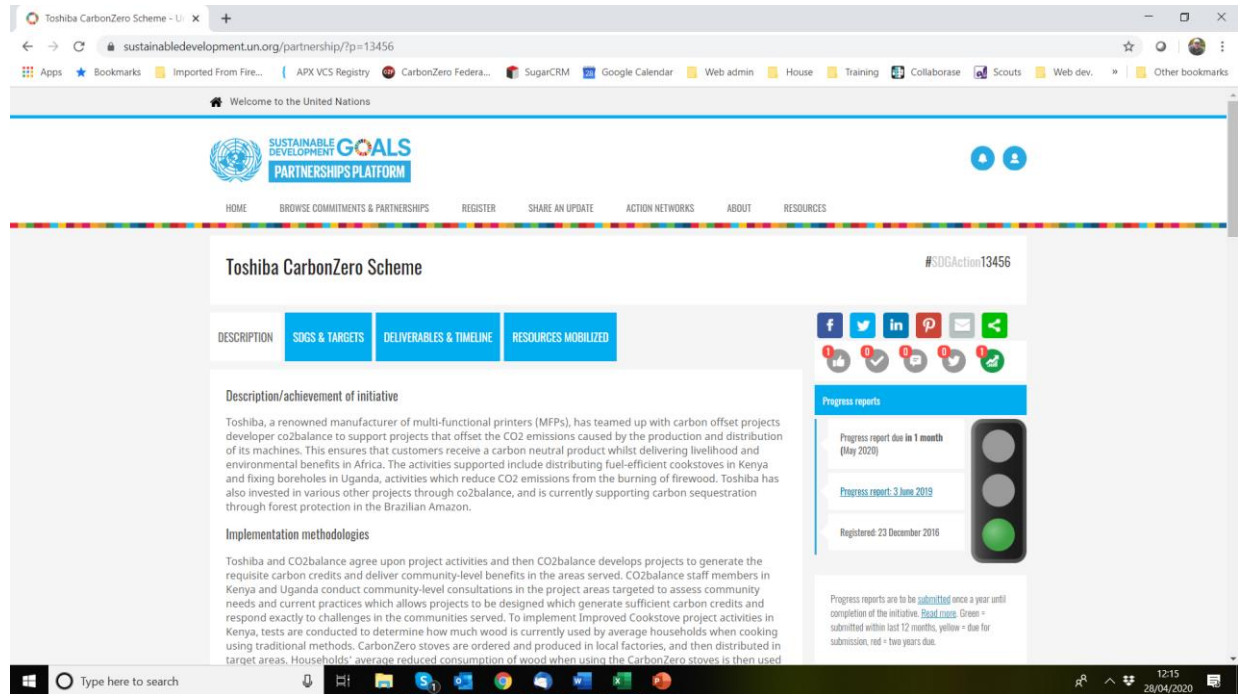 Toshiba CarbonZero Scheme - U
sustainabledevelopment.un.org/partnership/?p=13456
Apps Bookmarks Imported From Fire... APX VCS Registry CarbonZero Federa... SugarCRM 28 Google Calendar Web admin House Training Collaborase Scouts Web dev. » Other bookmarks
Welcome to the United Nations
SUSTAINABLE DEVELOPMENT GOALS
PARTNERSHIPS PLATFORM
HOME BROWSE COMMITMENTS & PARTNERSHIPS REGISTER SHARE AN UPDATE ACTION NETWORKS ABOUT RESOURCES
Toshiba CarbonZero Scheme
#SDGAction13456
DESCRIPTION SDGS & TARGETS DELIVERABLES & TIMELINE RESOURCES MOBILIZED
Description/achievement of initiative
Toshiba, a renowned manufacturer of multi-functional printers (MFPs), has teamed up with carbon offset projects
developer co2balance to support projects that offset the CO2 emissions caused by the production and distribution
of its machines. This ensures that customers receive a carbon neutral product whilst delivering livelihood and
environmental benefits in Africa. The activities supported include distributing fuel-efficient cookstoves in Kenya
and fixing boreholes in Uganda, activities which reduce CO2 emissions from the burning of firewood. Toshiba has
also invested in various other projects through co2balance, and is currently supporting carbon sequestration
through forest protection in the Brazilian Amazon.
Implementation methodologies
Toshiba and CO2balance agree upon project activities and then CO2balance develops projects to generate the
requisite carbon credits and deliver community-level benefits in the areas served. CO2balance staff members in
Kenya and Uganda conduct community-level consultations in the project areas targeted to assess community
needs and current practices which allows projects to be designed which generate sufficient carbon credits and
respond exactly to challenges in the communities served. To implement Improved Cookstove project activities in
Kenya, tests are conducted to determine how much wood is currently used by average households when cooking
using traditional methods. CarbonZero stoves are ordered and produced in local factories, and then distributed in
target areas. Households' average reduced consumption of wood when using the CarbonZero stoves is then used
1 0 0 0 1
Progress reports
Progress report due in 1 month
(May 2020)
Progress report: 3 June 2019
Registered: 23 December 2016
Progress reports are to be submitted once a year until
completion of the initiative. Read more. Green =
submitted within last 12 months, yellow = due for
submission, red = two years due.
Type here to search
12:15
28/04/2020